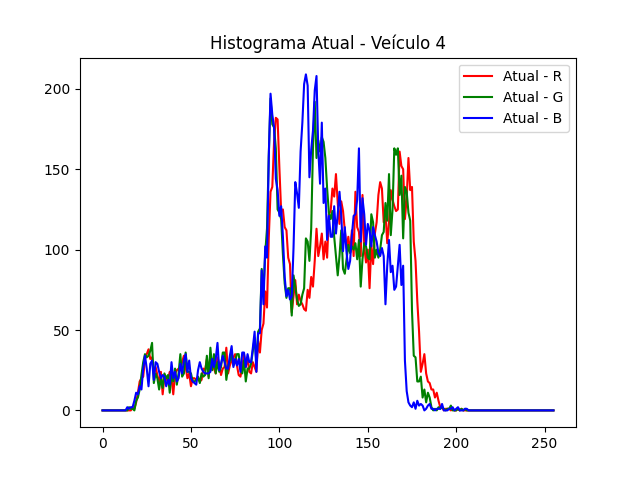 Histograma Atual - Veículo 4
Atual - R
Atual - G
Atual - B
200
150
100
50
0
0 50 100 150 200 250